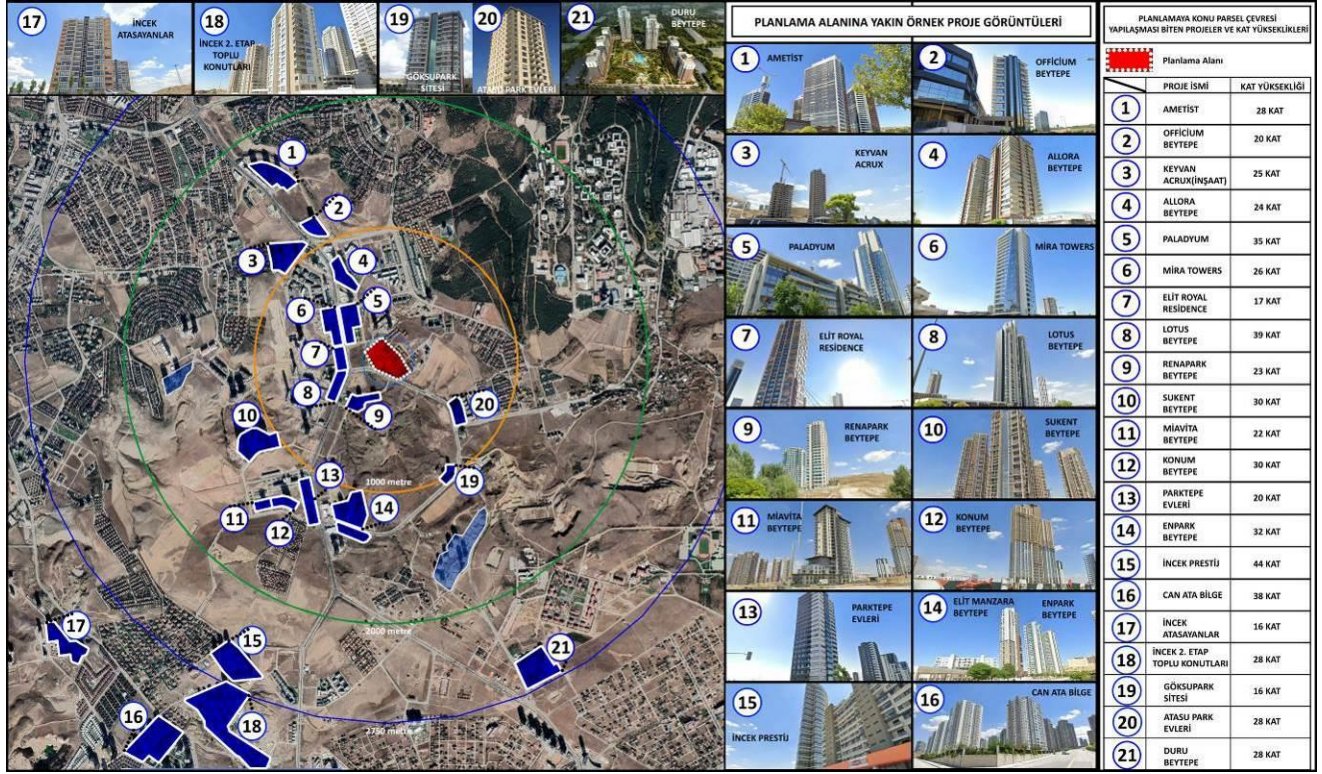 17
İNCEK
ATASAYANLAR
18
İNCEK 2. ETAP
TOPLU
KONUTLARI
19
GÖKSUPARK
SİTESİ
20
ATASU PARK EVLERİ
21
DURU
BEYTEPE
1
2
3
4
5
6
7
8
9
10
20
19
13
1000 metre
14
11
12
17
15
2000 metre
21
16
18
2750 metre
PLANLAMA ALANINA YAKIN ÖRNEK PROJE GÖRÜNTÜLERİ
1
AMETİST
2
OFFİCİUM
BEYTEPE
3
KEYVAN
ACRUX
4
ALLORA
BEYTEPE
5
PALADYUM
6
MİRA TOWERS
7
ELİT ROYAL
RESİDENCE
8
LOTUS
BEYTEPE
9
RENAPARK
BEYTEPE
10
SUKENT
BEYTEPE
11
MİAVİTA
BEYTEPE
12
KONUM
BEYTEPE
13
PARKTEPE
EVLERİ
14
ELİT MANZARA
BEYTEPE
ENPARK
BEYTEPE
15
İNCEK PRESTİJ
16
CAN ATA BİLGE
PLANLAMAYA KONU PARSEL ÇEVRESİ
YAPILAŞMASI BİTEN PROJELER VE KAT YÜKSEKLİKLERİ
Planlama Alanı
PROJE İSMİ KAT YÜKSEKLİĞİ
1 AMETİST 28 KAT
2 OFFİCİUM
BEYTEPE 20 KAT
3 KEYVAN
ACRUX(İNŞAAT) 25 KAT
4 ALLORA
BEYTEPE 24 KAT
5 PALADYUM 35 KAT
6 MİRA TOWERS 26 KAT
7 ELİT ROYAL
RESİDENCE 17 KAT
8 LOTUS
BEYTEPE 39 KAT
9 RENAPARK
BEYTEPE 23 KAT
10 SUKENT
BEYTEPE 30 KAT
11 MİAVİTA
BEYTEPE 22 KAT
12 KONUM
BEYTEPE 30 KAT
13 PARKTEPE
EVLERİ 20 KAT
14 ENPARK
BEYTEPE 32 KAT
15 İNCEK PRESTİJ 44 KAT
16 CAN ATA BİLGE 38 KAT
17 İNCEK
ATASAYANLAR 16 KAT
18 İNCEK 2. ETAP
TOPLU KONUTLARI 28 KAT
19 GÖKSUPARK
SİTESİ 16 KAT
20 ATASU PARK
EVLERİ 28 KAT
21 DURU
BEYTEPE 28 KAT